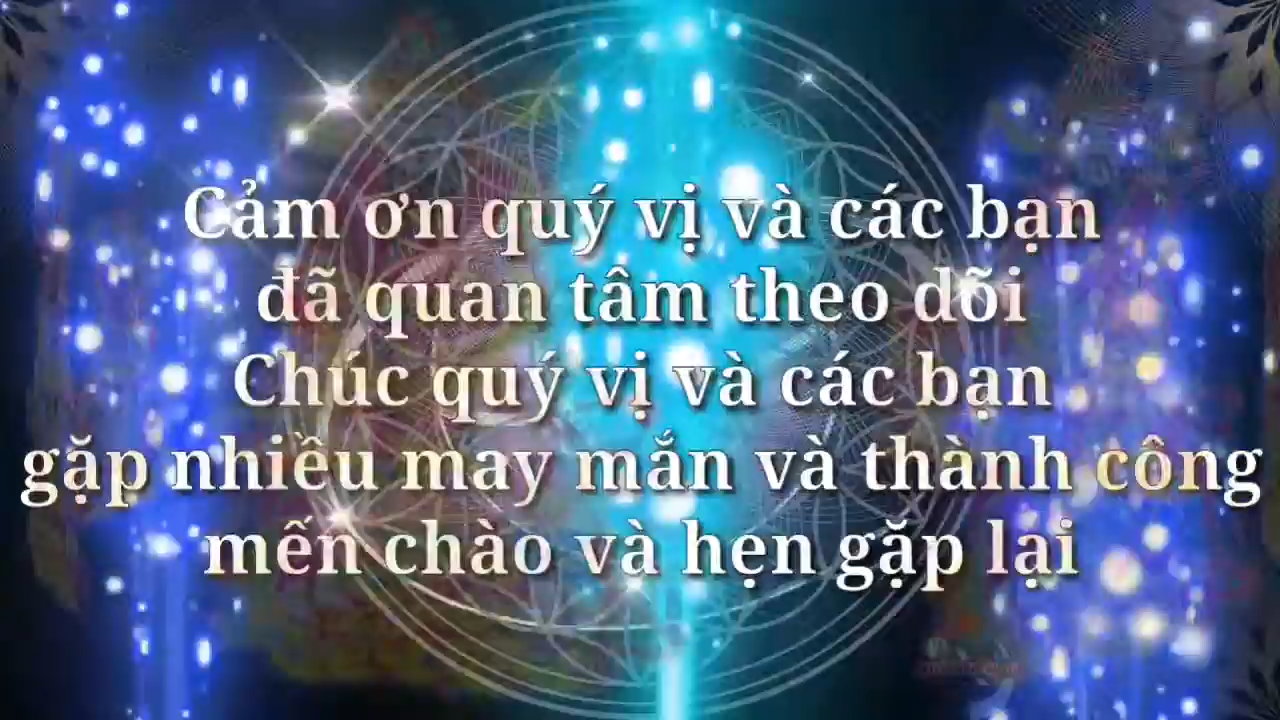 Cảm ơn quý vị và các bạn
đã quan tâm theo dõi
Chúc quý vị và các bạn
gặp nhiều may mắn và thành công
mến chào và hẹn gặp lại